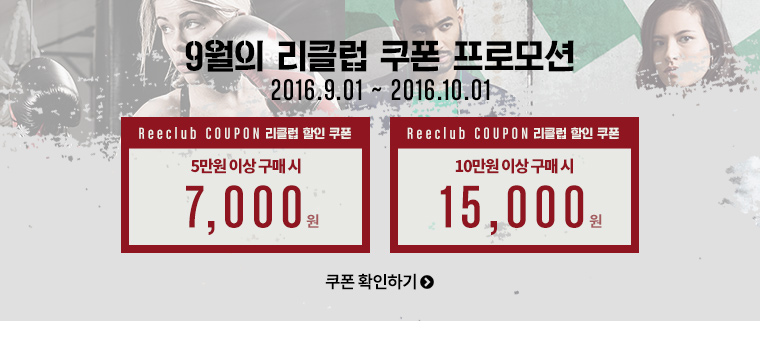 9월의 리클럽 쿠폰 프로모션
2016.9.01 ~ 2016.10.01
Reeclub COUPON 리클럽 할인 쿠폰
5만원 이상 구매 시
7,000원
Reeclub COUPON 리클럽 할인 쿠폰
10만원 이상 구매 시
15,000원
쿠폰 확인하기